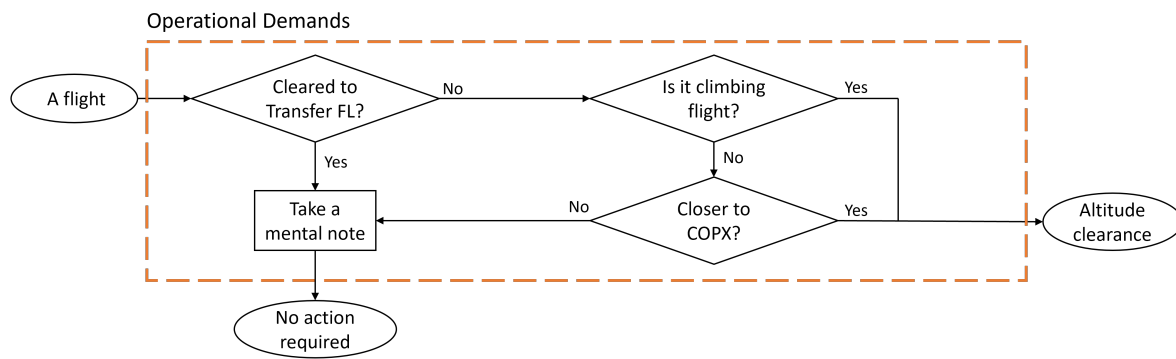 Operational Demands
A flight
Cleared to
Transfer FL?
No
Is it climbing
flight?
Yes
Yes
No
Take a
mental note
No
Closer to
COPX?
Yes
Altitude
clearance
No action
required